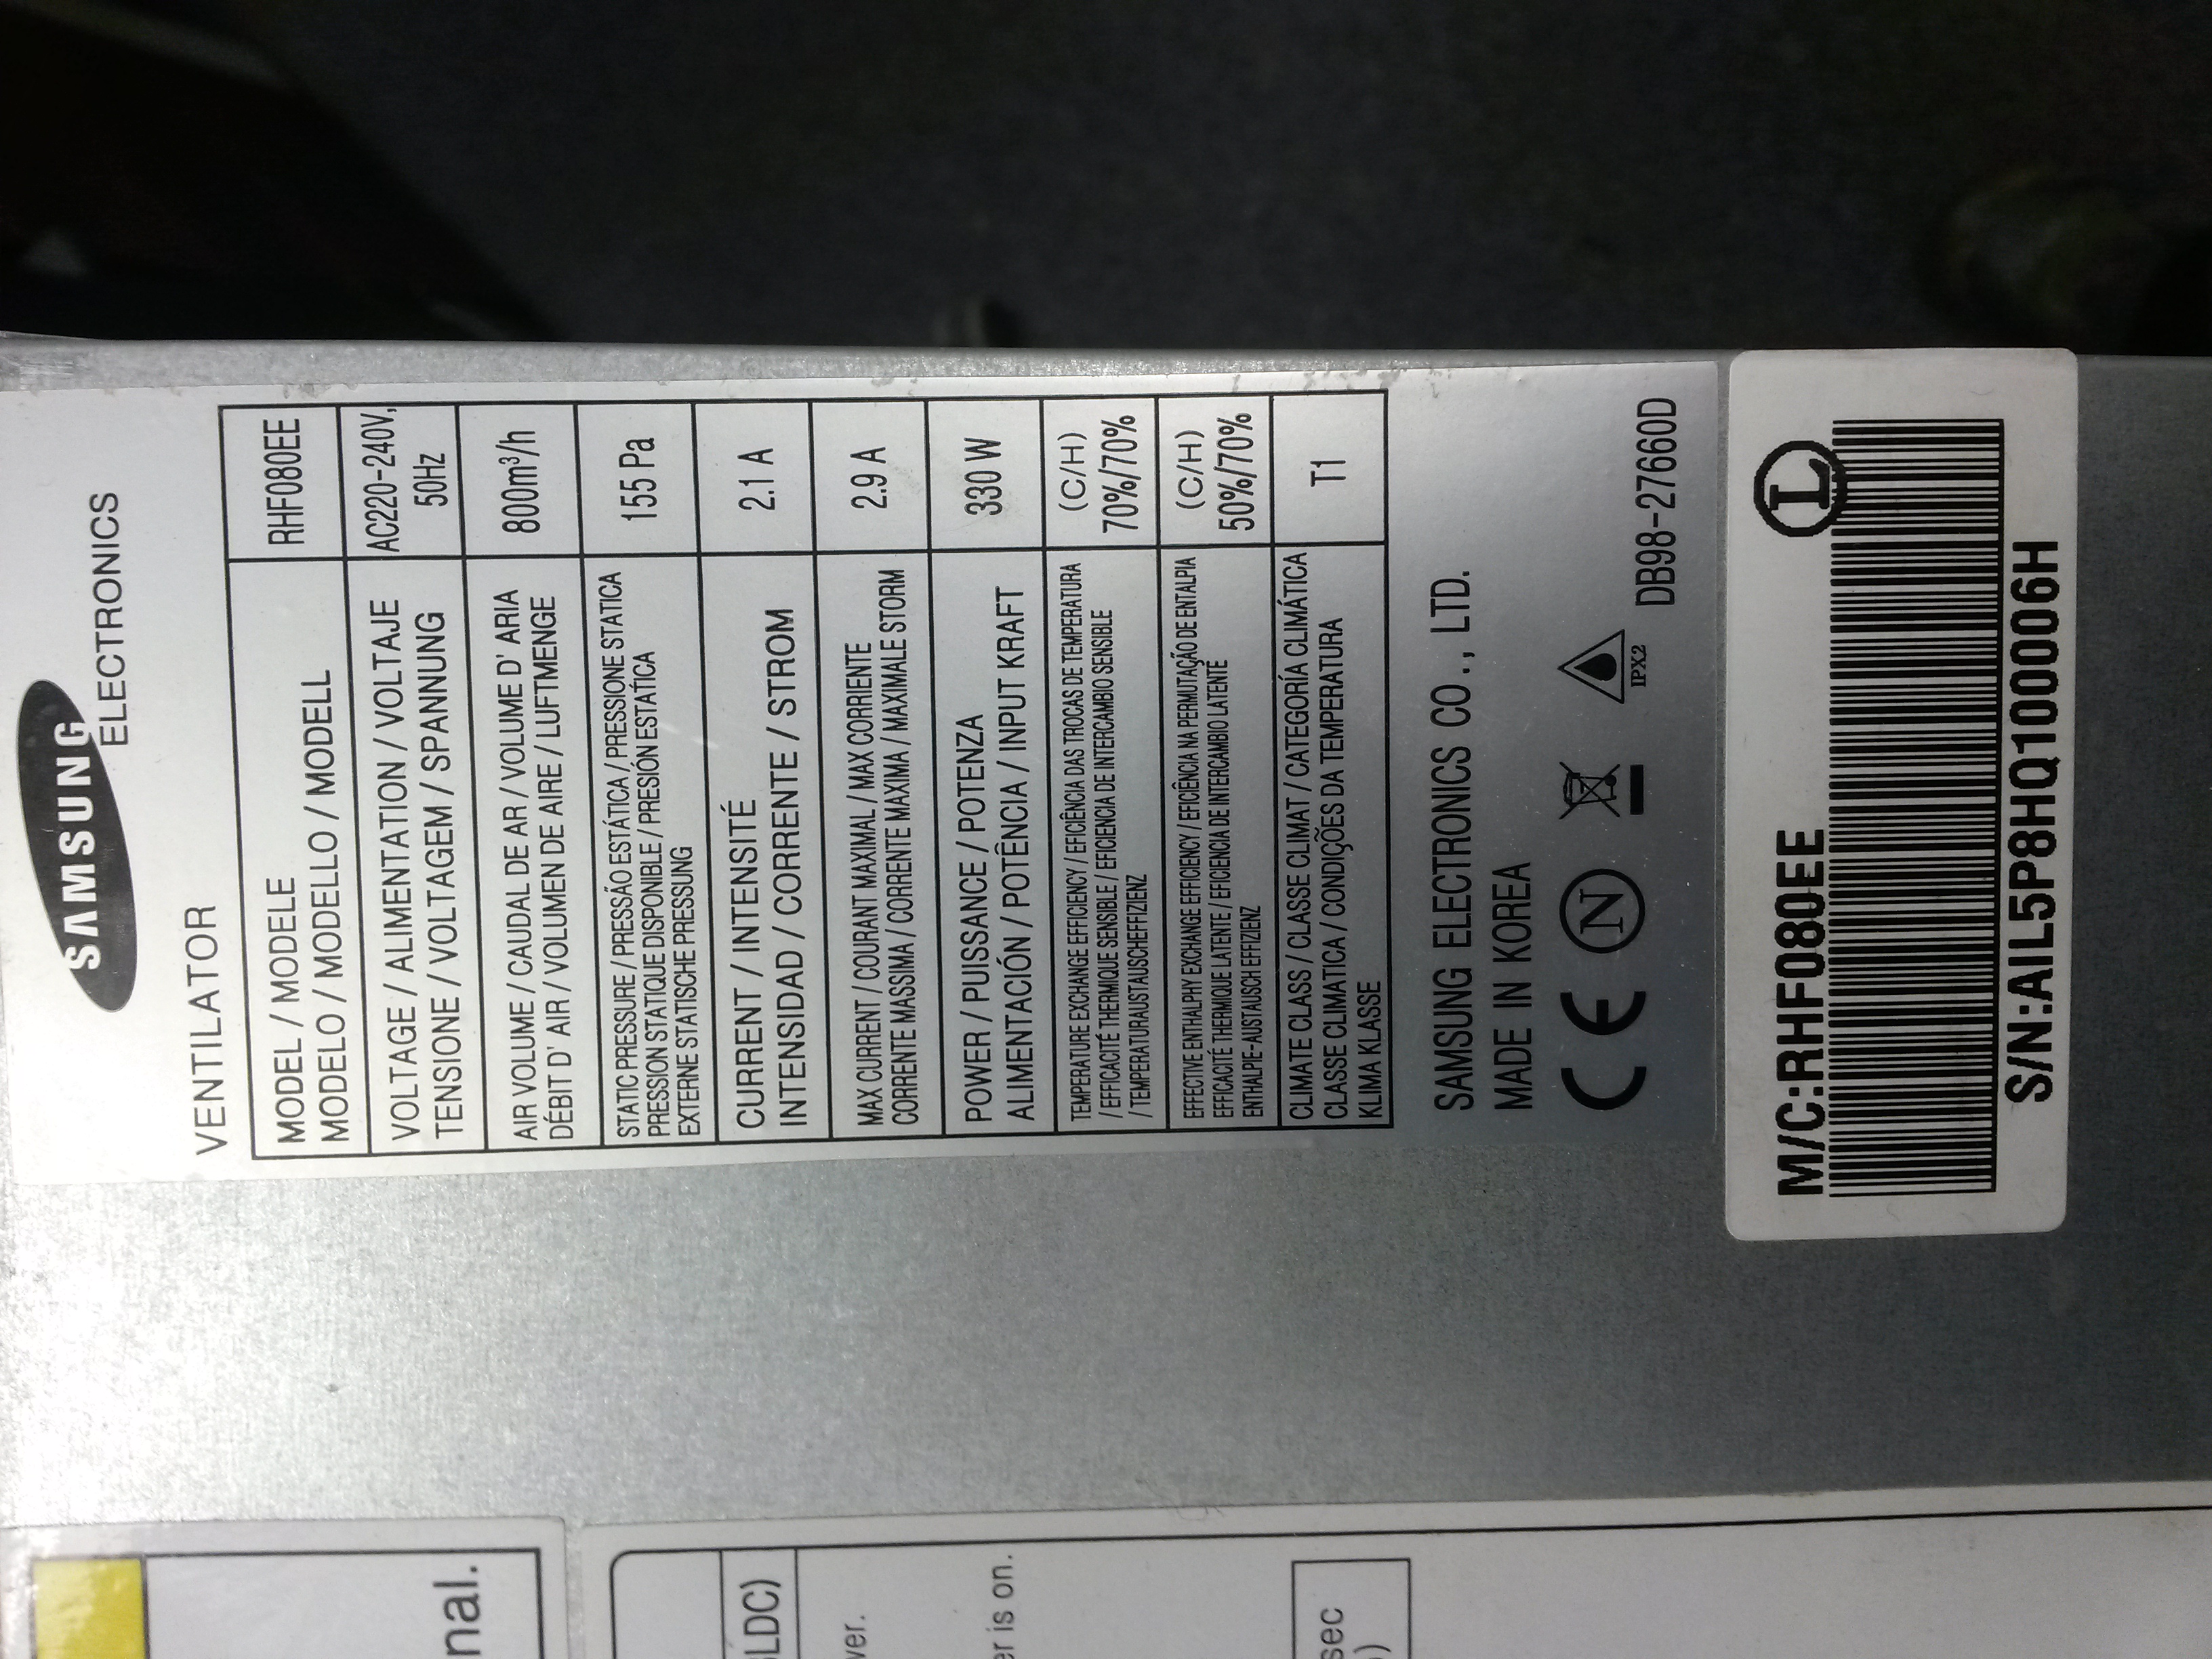 SAMSUNG
ELECTRONICS
VENTILATOR
MODEL / MODELE
MODELO / MODELLO / MODELL
RHF080EE
VOLTAGE / ALIMENTATION / VOLTAJE
TENSIONE / VOLTAGEM / SPANNUNG
AC220-240V,
50Hz
AIR VOLUME / CAUDAL DE AR / VOLUME D' ARIA
DÉBIT D' AIR / VOLUMEN DE AIRE / LUFTMENGE
800m³/h
STATIC PRESSURE / PRESSÃO ESTÁTICA / PRESSIONE STATICA
PRESSION STATIQUE DISPONIBLE / PRESIÓN ESTATÍCA
EXTERNE STATISCHE PRESSUNG
155 Pa
CURRENT / INTENSITÉ
INTENSIDAD / CORRENTE / STROM
2.1 A
MAX CURRENT / COURANT MAXIMAL / MAX CORRIENTE
CORRENTE MASSIMA / CORRENTE MAXIMA / MAXIMALE STORM
2.9 A
POWER / PUISSANCE / POTENZA
ALIMENTACIÓN / POTÊNCIA / INPUT KRAFT
330 W
TEMPERATURE EXCHANGE EFFICIENCY / EFICIÊNCIA DAS TROCAS DE TEMPERATURA
/ EFFICACITÉ THERMIQUE SENSIBLE / EFICIENCIA DE INTERCAMBIO SENSIBLE
/ TEMPERATURAUSTAUSCHEFFIZIENZ
(C/H)
70%/70%
EFFECTIVE ENTHALPHY EXCHANGE EFFICIENCY / EFICIÊNCIA NA PERMUTAÇÃO DE ENTALPIA
EFFICACITÉ THERMIQUE LATENTE / EFICIENCIA DE INTERCAMBIO LATENTE
ENTHALPIE-AUSTAUSCH EFFIZIENZ
(C/H)
50%/70%
CLIMATE CLASS / CLASSE CLIMAT / CATEGORÍA CLIMÁTICA
CLASSE CLIMATICA / CONDIÇÕES DA TEMPERATURA
KLIMA KLASSE
T1
SAMSUNG ELECTRONICS CO., LTD.
MADE IN KOREA
CE N IPX2
DB98-27660D
M/C:RHF080EE L
S/N:AIL5P8HQ100006H
nal.
LDC)
ver.
er is on.
sec
)